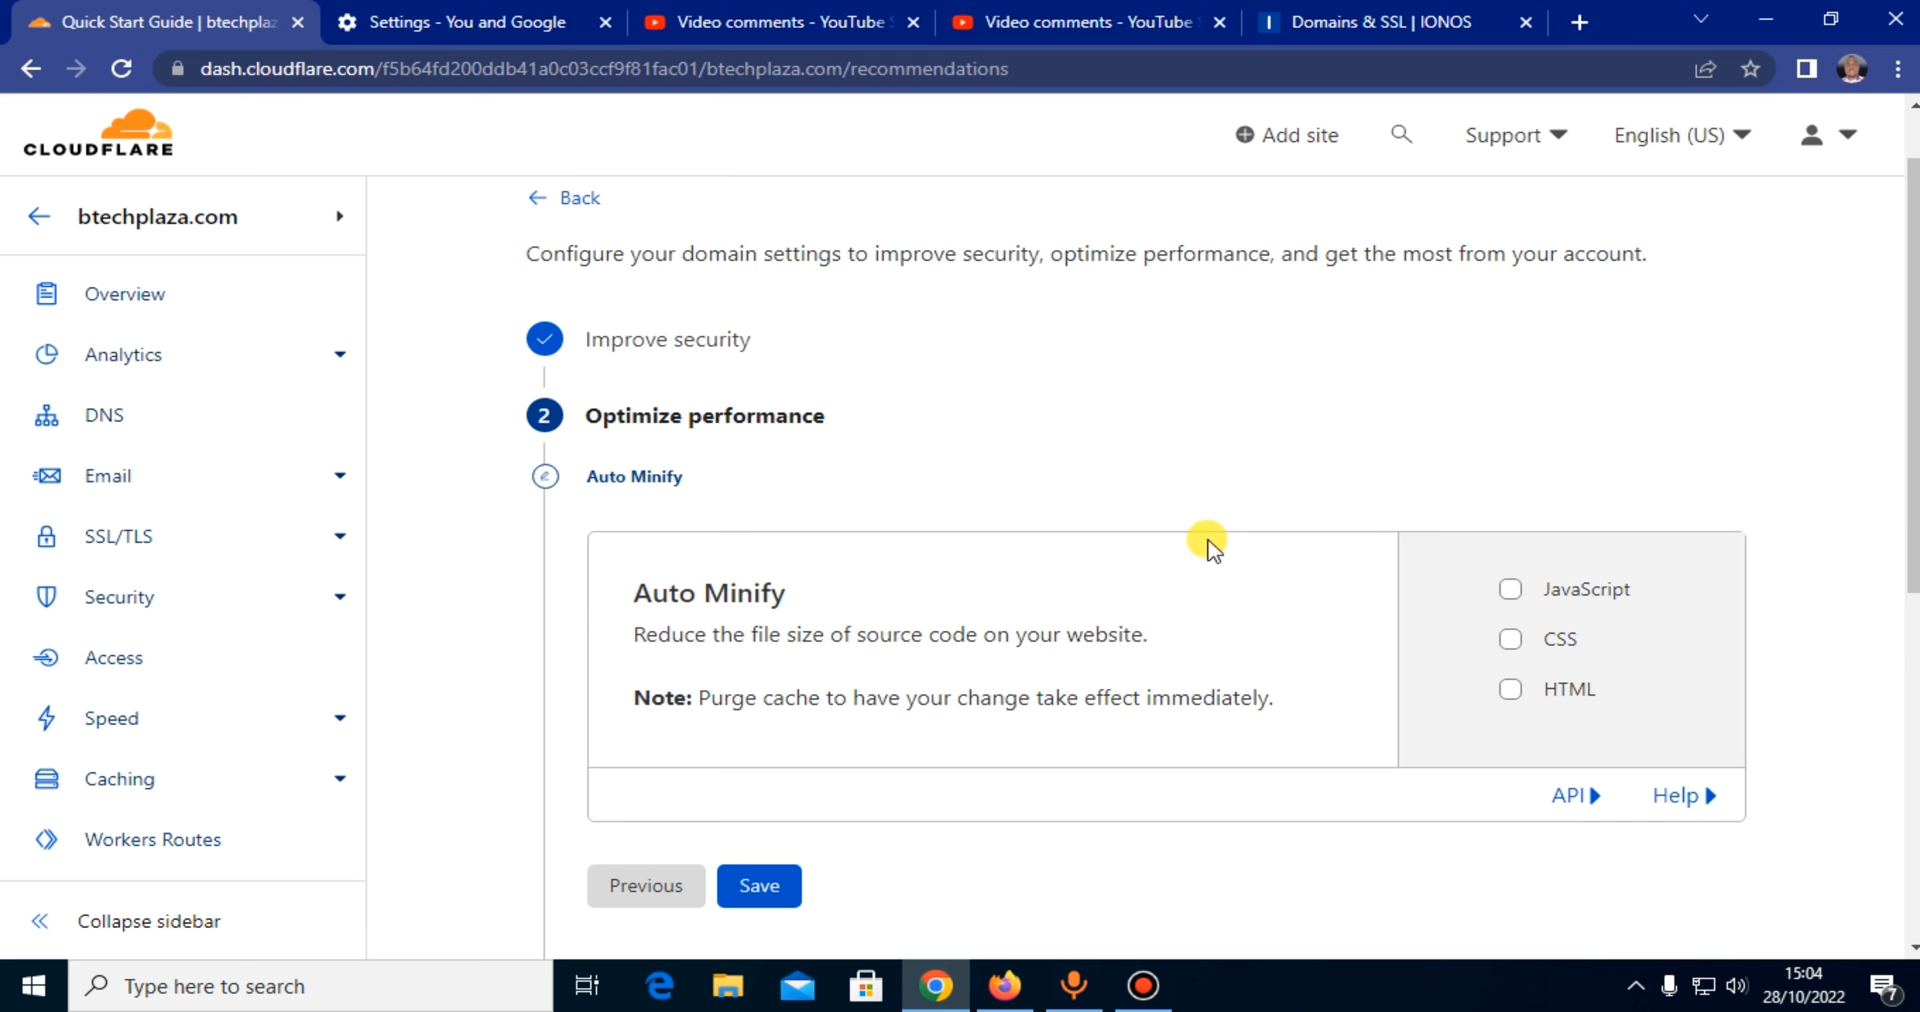 Quick Start Guide | btechplaz
Settings - You and Google
Video comments - YouTube S
Video comments - YouTube S
Domains & SSL | IONOS
dash.cloudflare.com/f5b64fd200ddb41a0c03ccf9f81fac01/btechplaza.com/recommendations
CLOUDFLARE
Add site
Support
English (US)
btechplaza.com
Overview
Analytics
DNS
Email
SSL/TLS
Security
Access
Speed
Caching
Workers Routes
Collapse sidebar
Back
Configure your domain settings to improve security, optimize performance, and get the most from your account.
Improve security
2 Optimize performance
Auto Minify
Auto Minify
Reduce the file size of source code on your website.
Note: Purge cache to have your change take effect immediately.
JavaScript
CSS
HTML
API
Help
Previous
Save
Type here to search
15:04
28/10/2022
7